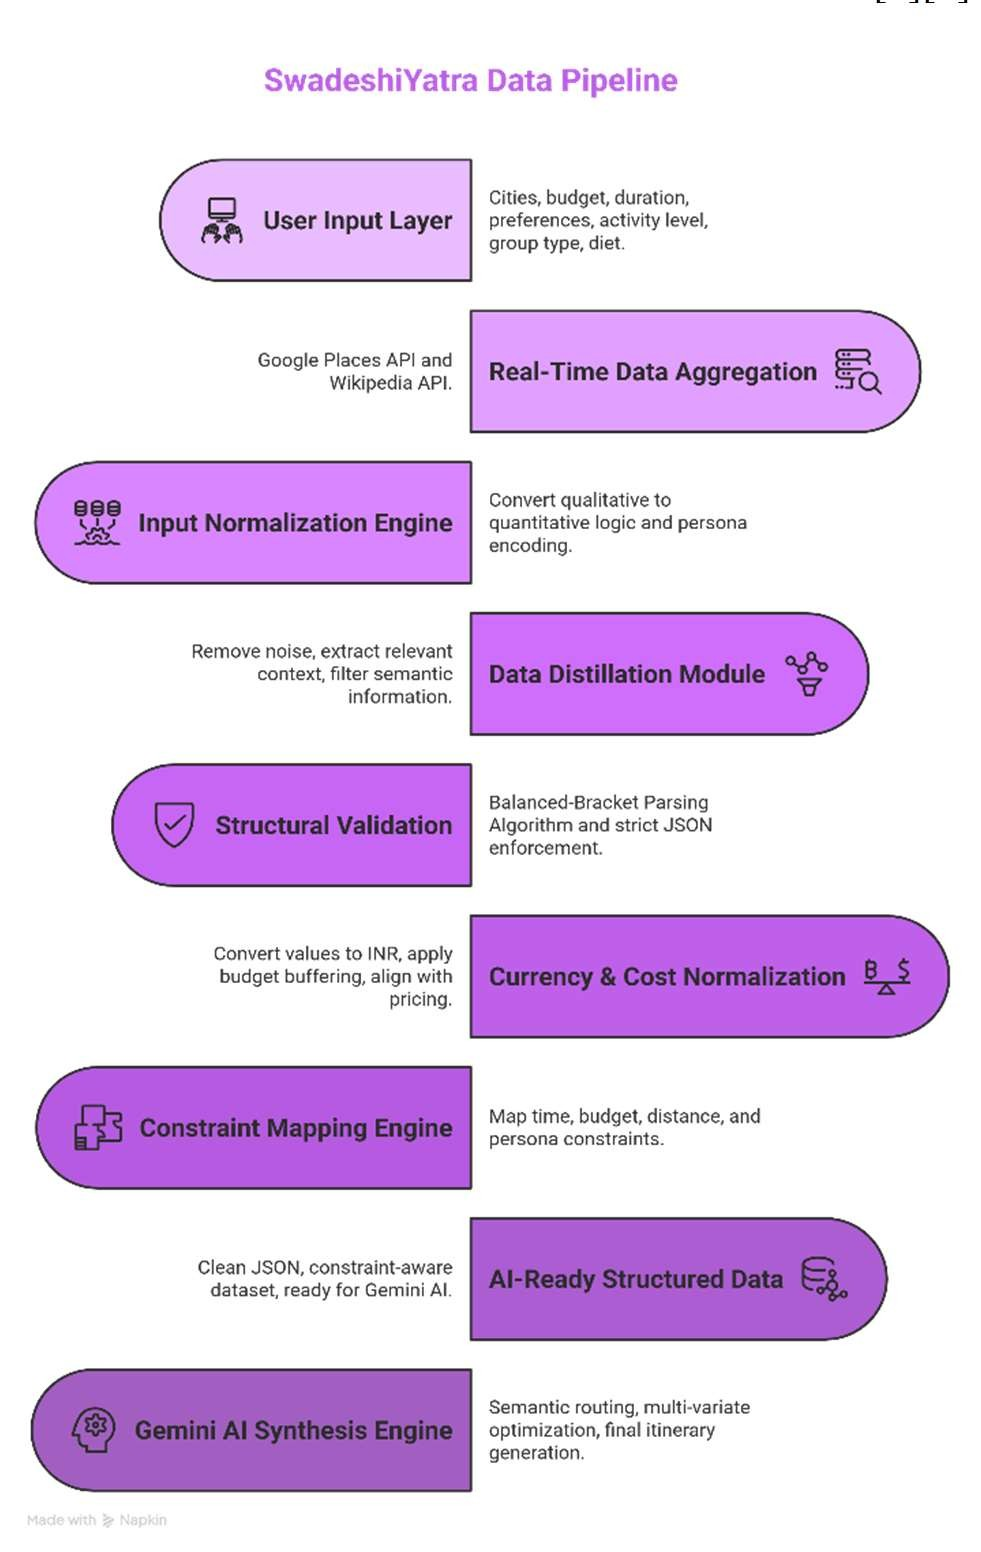 SwadeshiYatra Data Pipeline
User Input Layer
Cities, budget, duration,
preferences, activity level,
group type, diet.
Google Places API and
Wikipedia API.
Real-Time Data Aggregation
Input Normalization Engine
Convert qualitative to
quantitative logic and persona
encoding.
Remove noise, extract relevant
context, filter semantic
information.
Data Distillation Module
Structural Validation
Balanced-Bracket Parsing
Algorithm and strict JSON
enforcement.
Convert values to INR, apply
budget buffering, align with
pricing.
Currency & Cost Normalization
Constraint Mapping Engine
Map time, budget, distance, and
persona constraints.
Clean JSON, constraint-aware
dataset, ready for Gemini AI.
AI-Ready Structured Data
Gemini AI Synthesis Engine
Semantic routing, multi-variate
optimization, final itinerary
generation.
Made with Napkin